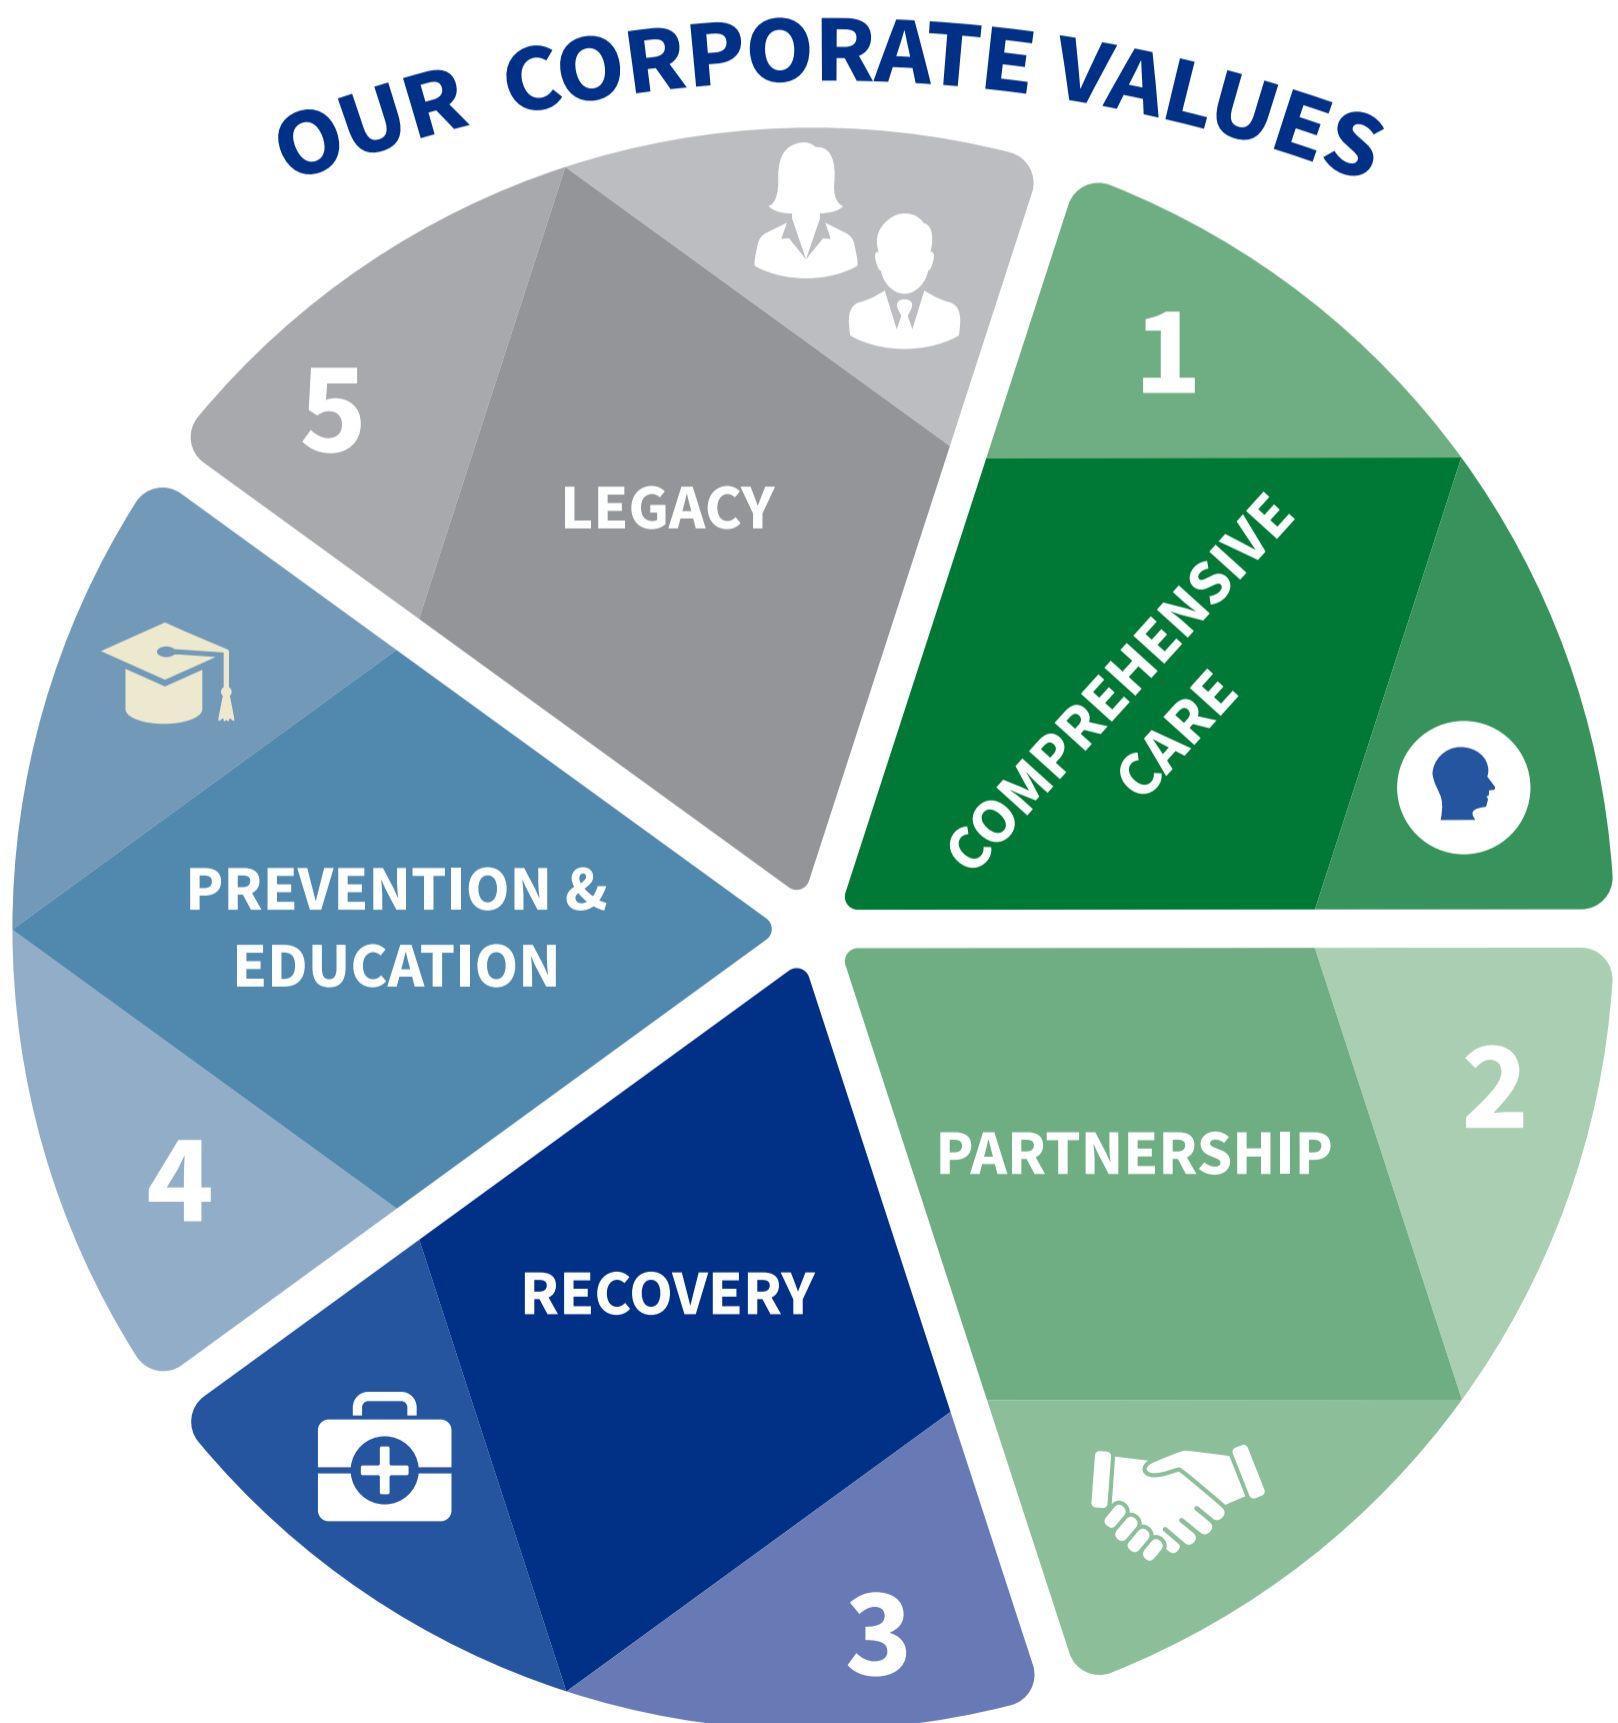 OUR CORPORATE VALUES
1
COMPREHENSIVE
CARE
2
PARTNERSHIP
3
RECOVERY
4
PREVENTION &
EDUCATION
5
LEGACY